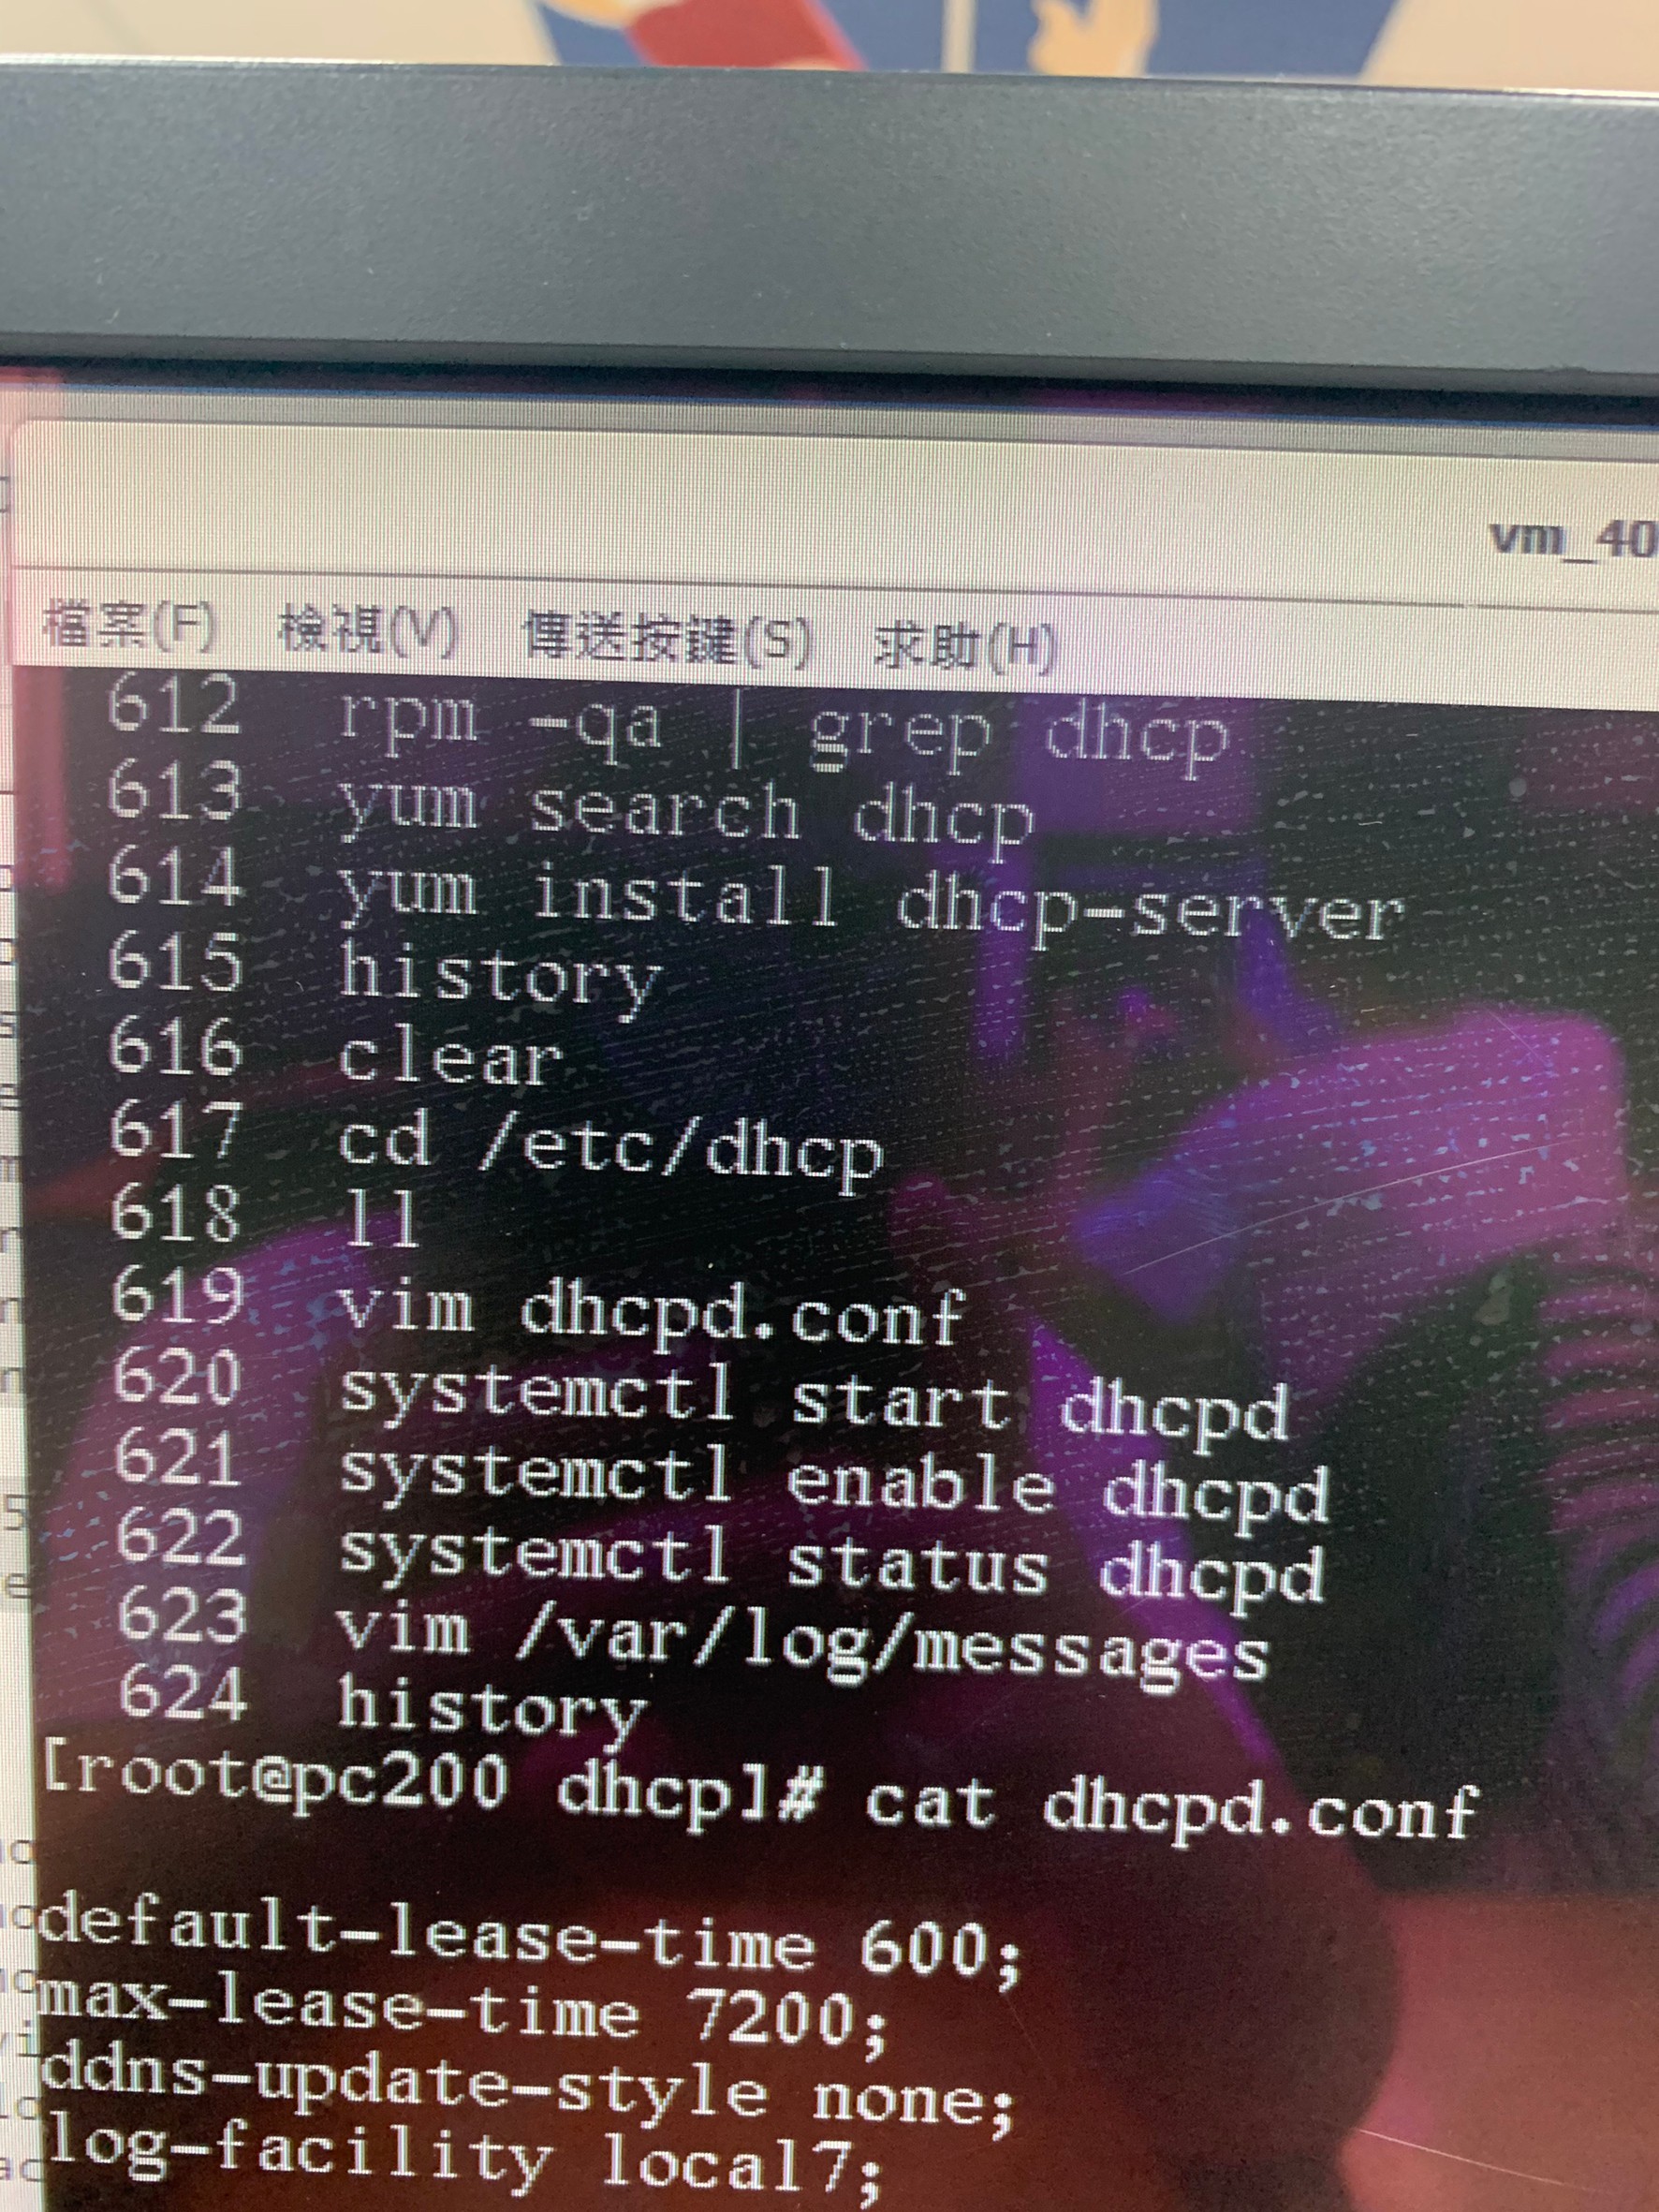 vm_40
檔案(F) 檢視(V) 傳送按鍵(S) 求助(H)
612 rpm -qa | grep dhcp
613 yum search dhcp
614 yum install dhcp-server
615 history
616 clear
617 cd /etc/dhcp
618 ll
619 vim dhcpd.conf
620 systemctl start dhcpd
621 systemctl enable dhcpd
622 systemctl status dhcpd
623 vim /var/log/messages
624 history
[root@pc200 dhcp]# cat dhcpd.conf
default-lease-time 600;
max-lease-time 7200;
ddns-update-style none;
log-facility local7;